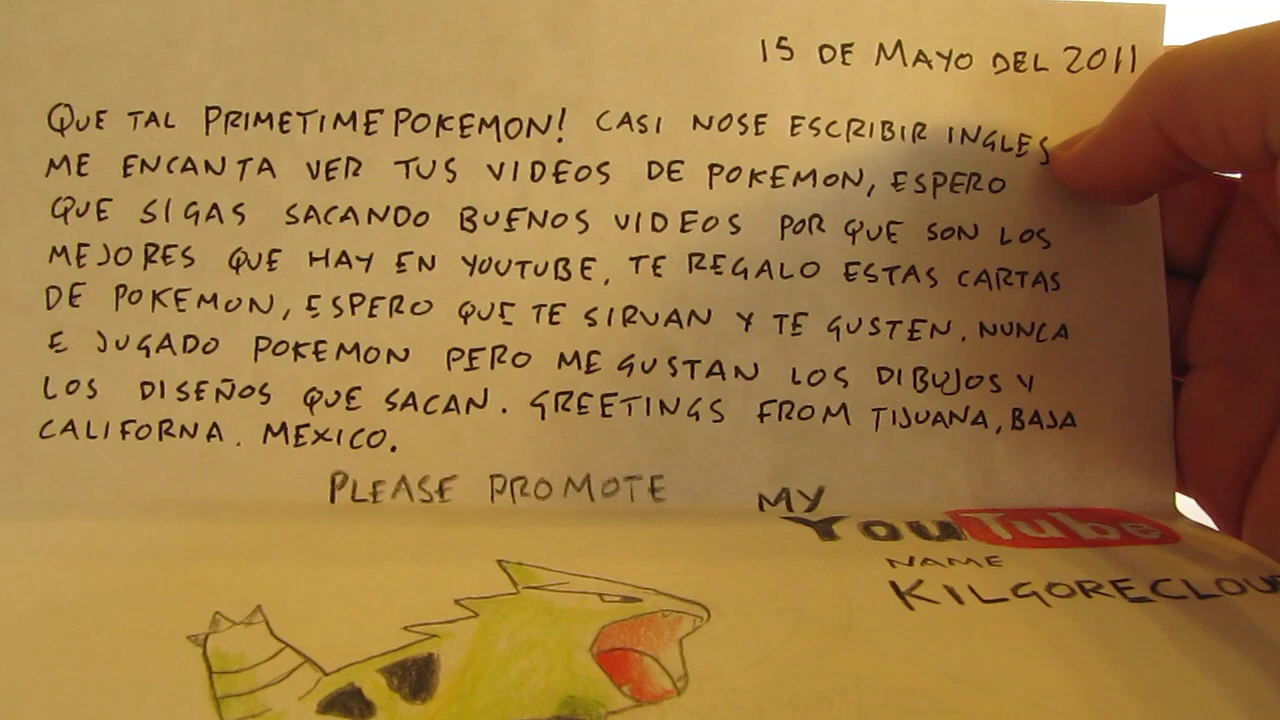 15 DE MAYO DEL 2011
QUE TAL PRIMETIMEPOKEMON! CASI NOSE ESCRIBIR INGLES
ME ENCANTA VER TUS VIDEOS DE POKEMON, ESPERO
QUE SIGAS SACANDO BUENOS VIDEOS POR QUE SON LOS
MEJORES QUE HAY EN YOUTUBE, TE REGALO ESTAS CARTAS
DE POKEMON, ESPERO QUE TE SIRVAN Y TE GUSTEN. NUNCA
E JUGADO POKEMON PERO ME GUSTAN LOS DIBUJOS Y
LOS DISEÑOS QUE SACAN. GREETINGS FROM TIJUANA, BAJA
CALIFORNA. MEXICO.
PLEASE PROMOTE MY
YouTube
NAME
KILGORECLOU